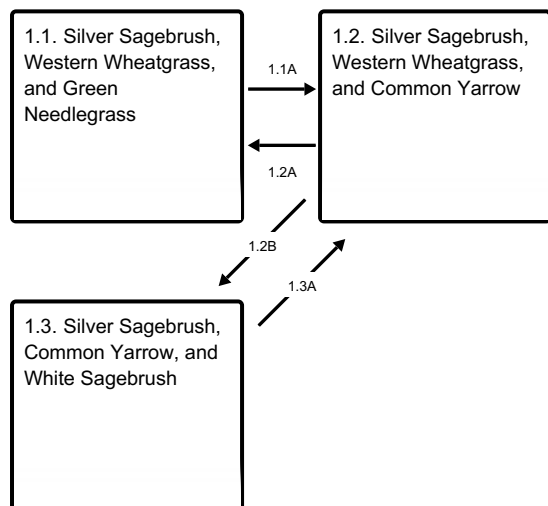 1.1. Silver Sagebrush,
Western Wheatgrass,
and Green
Needlegrass
1.1A
1.2. Silver Sagebrush,
Western Wheatgrass,
and Common Yarrow
1.2A
1.2B
1.3A
1.3. Silver Sagebrush,
Common Yarrow, and
White Sagebrush